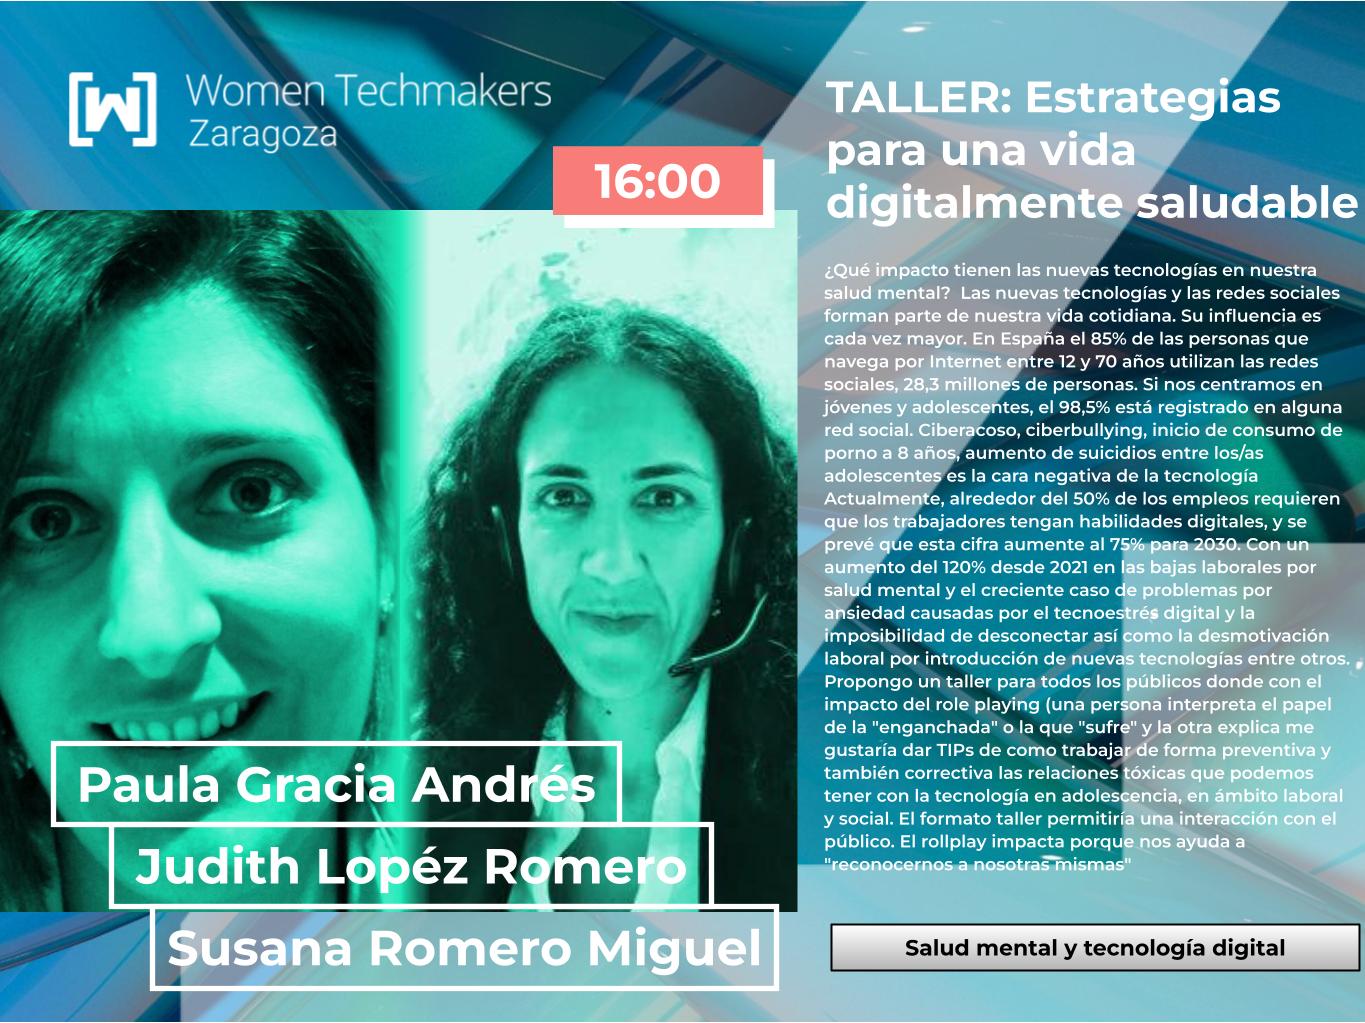 Women Techmakers
Zaragoza
16:00
Paula Gracia Andrés
Judith Lopéz Romero
Susana Romero Miguel
TALLER: Estrategias
para una vida
digitalmente saludable
¿Qué impacto tienen las nuevas tecnologías en nuestra
salud mental?  Las nuevas tecnologías y las redes sociales
forman parte de nuestra vida cotidiana. Su influencia es
cada vez mayor. En España el 85% de las personas que
navega por Internet entre 12 y 70 años utilizan las redes
sociales, 28,3 millones de personas. Si nos centramos en
jóvenes y adolescentes, el 98,5% está registrado en alguna
red social. Ciberacoso, ciberbullying, inicio de consumo de
porno a 8 años, aumento de suicidios entre los/as
adolescentes es la cara negativa de la tecnología
Actualmente, alrededor del 50% de los empleos requieren
que los trabajadores tengan habilidades digitales, y se
prevé que esta cifra aumente al 75% para 2030. Con un
aumento del 120% desde 2021 en las bajas laborales por
salud mental y el creciente caso de problemas por
ansiedad causadas por el tecnoestrés digital y la
imposibilidad de desconectar así como la desmotivación
laboral por introducción de nuevas tecnologías entre otros.
Propongo un taller para todos los públicos donde con el
impacto del role playing (una persona interpreta el papel
de la "enganchada" o la que "sufre" y la otra explica me
gustaría dar TIPs de como trabajar de forma preventiva y
también correctiva las relaciones tóxicas que podemos
tener con la tecnología en adolescencia, en ámbito laboral
y social. El formato taller permitiría una interacción con el
público. El rollplay impacta porque nos ayuda a
"reconocernos a nosotras mismas"
Salud mental y tecnología digital